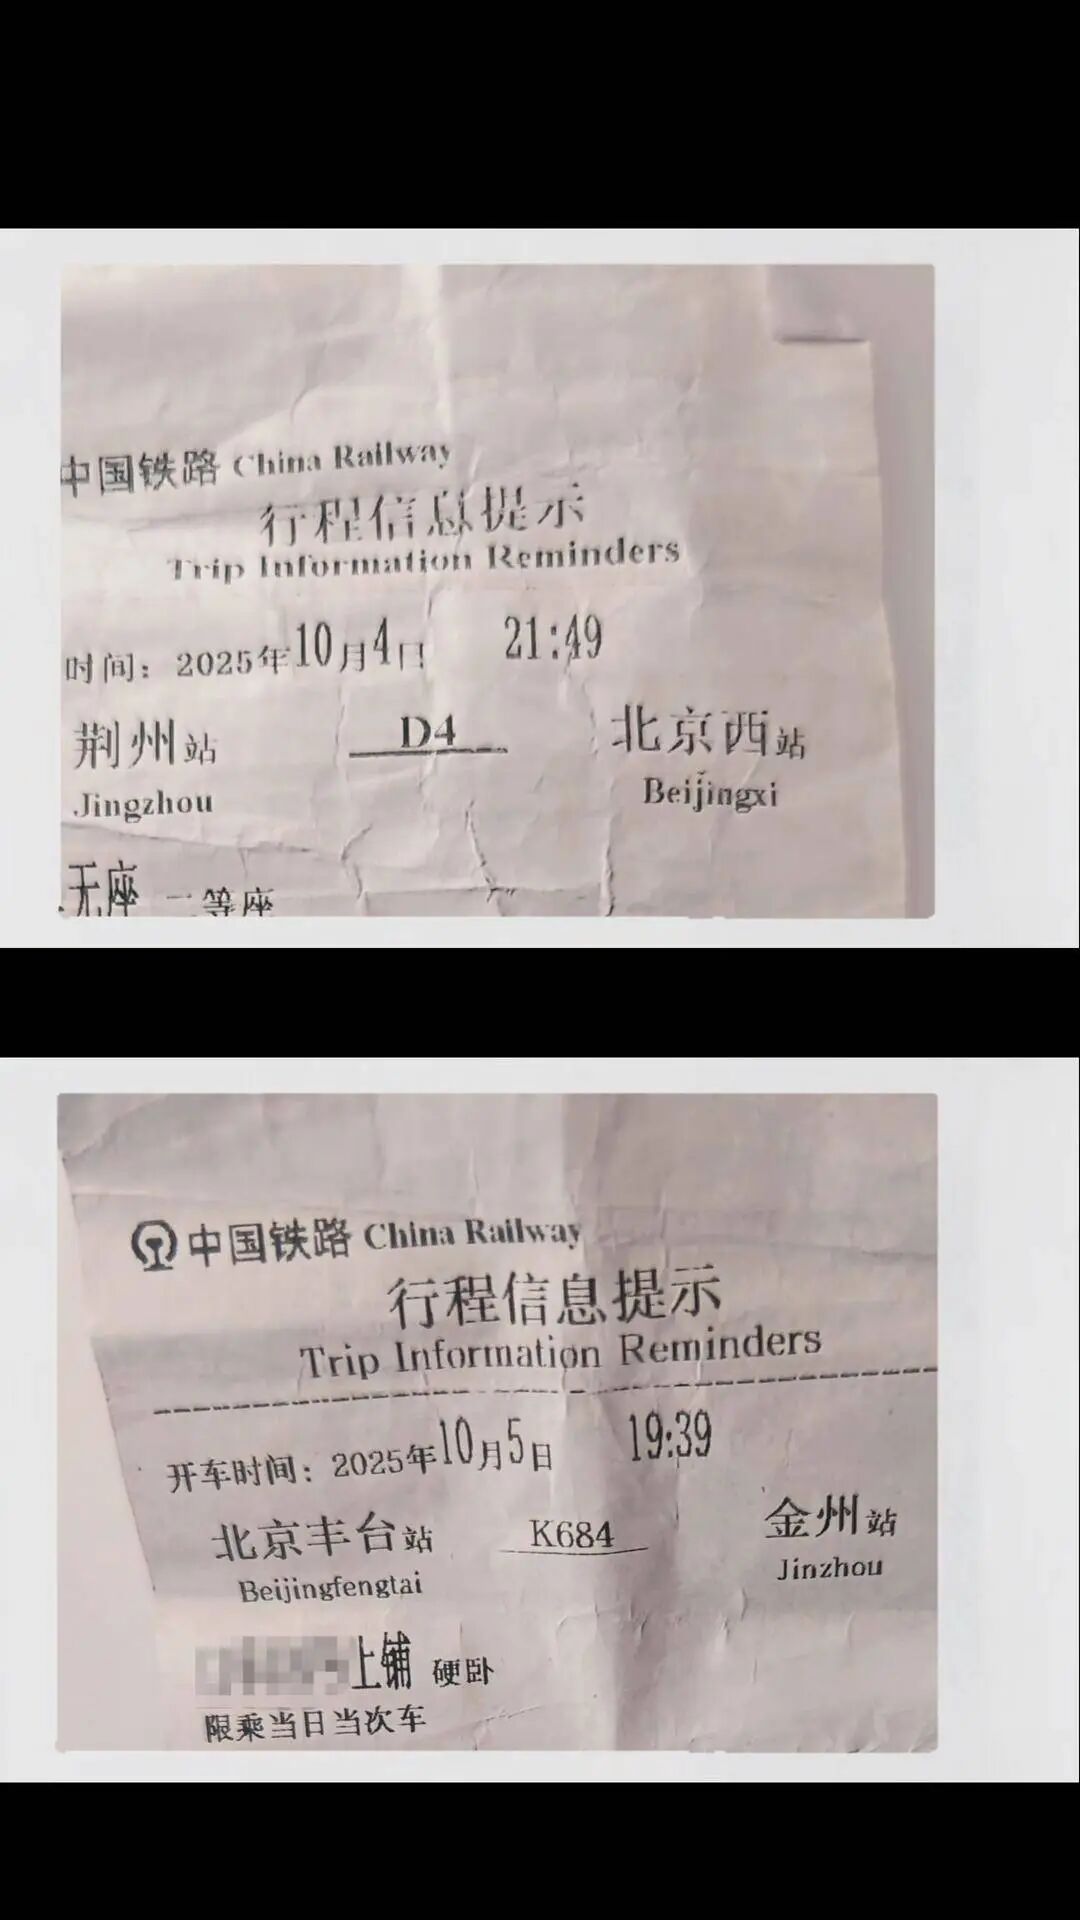 中国铁路 China Railway
行程信息提示
Trip Information Reminders
时间：2025年10月4日 21:49
荆州站 D4 北京西站
Jingzhou Beijingxi
无座 二等座
中国铁路 China Railway
行程信息提示
Trip Information Reminders
开车时间：2025年10月5日 19:39
北京丰台站 K684 金州站
Beijingfengtai Jinzhou
上铺 硬卧
限乘当日当次车